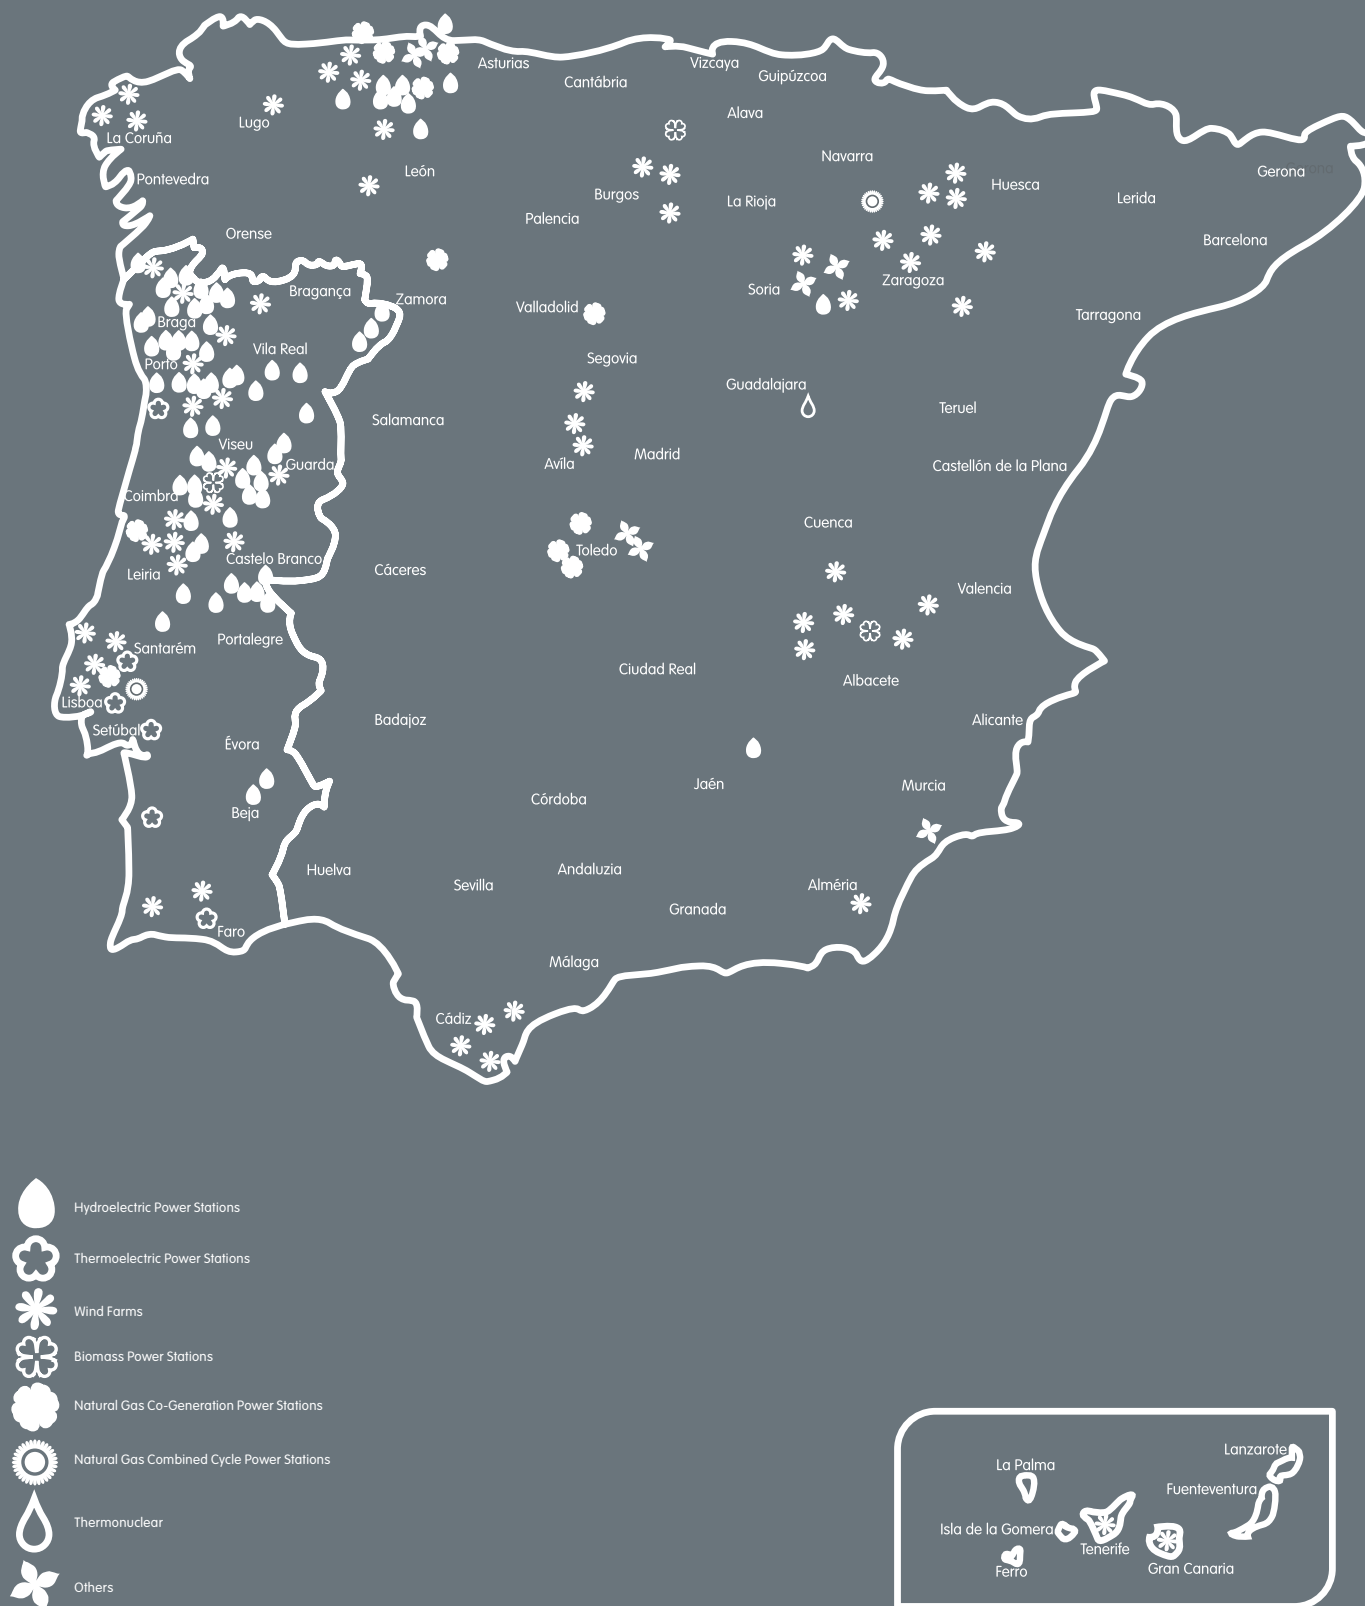 Asturias
Vizcaya
Cantábria
Guipúzcoa
Alava
Lugo
La Coruña
Navarra
León
Gerona
Pontevedra
Huesca
Burgos
Lerida
La Rioja
Palencia
Orense
Barcelona
Zaragoza
Bragança
Soria
Zamora
Valladolid
Tarragona
Braga
Vila Real
Segovia
Porto
Guadalajara
Teruel
Salamanca
Viseu
Madrid
Avíla
Guarda
Castellón de la Plana
Coimbra
Cuenca
Toledo
Castelo Branco
Cáceres
Leiria
Valencia
Portalegre
Santarém
Ciudad Real
Albacete
Lisboa
Badajoz
Alicante
Setúbal
Évora
Jaén
Murcia
Córdoba
Beja
Huelva
Andaluzia
Sevilla
Alméria
Granada
Faro
Málaga
Cádiz
Hydroelectric Power Stations
Thermoelectric Power Stations
Wind Farms
Biomass Power Stations
Natural Gas Co-Generation Power Stations
Natural Gas Combined Cycle Power Stations
Thermonuclear
Others
Lanzarote
La Palma
Fuenteventura
Isla de la Gomera
Tenerife
Gran Canaria
Ferro